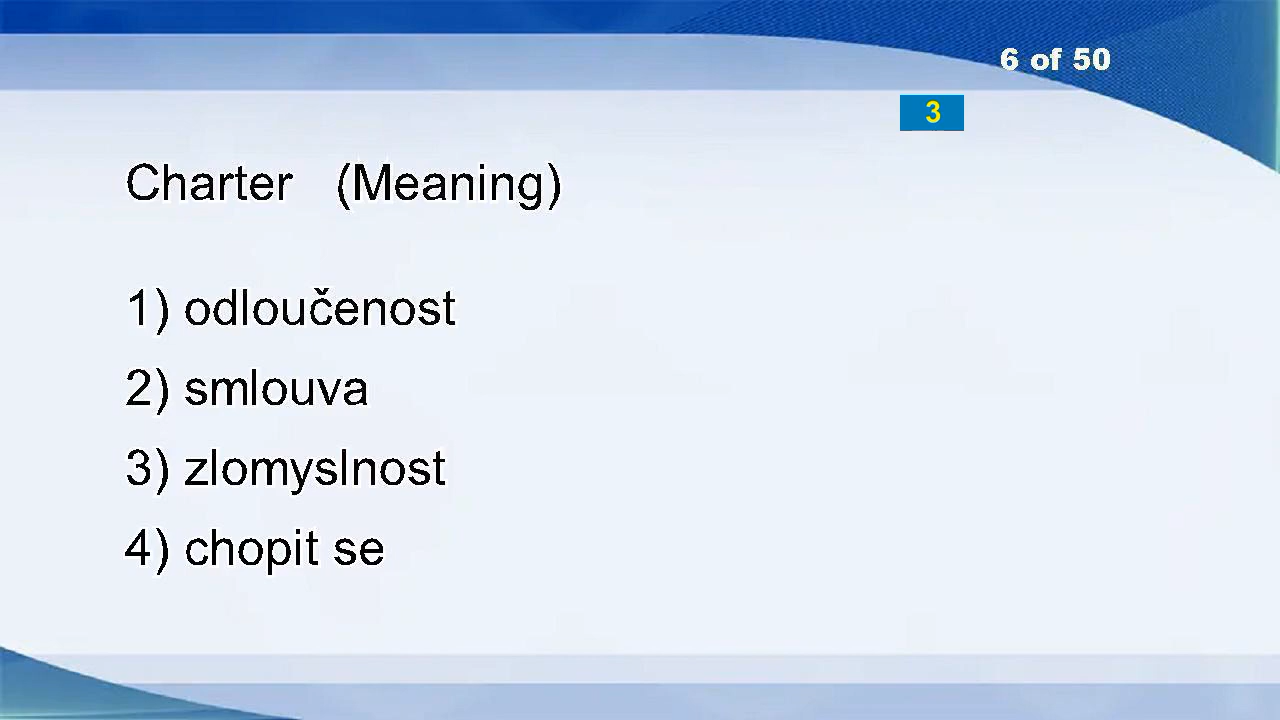 6 of 50
3
Charter (Meaning)
1) odloučenost
2) smlouva
3) zlomyslnost
4) chopit se